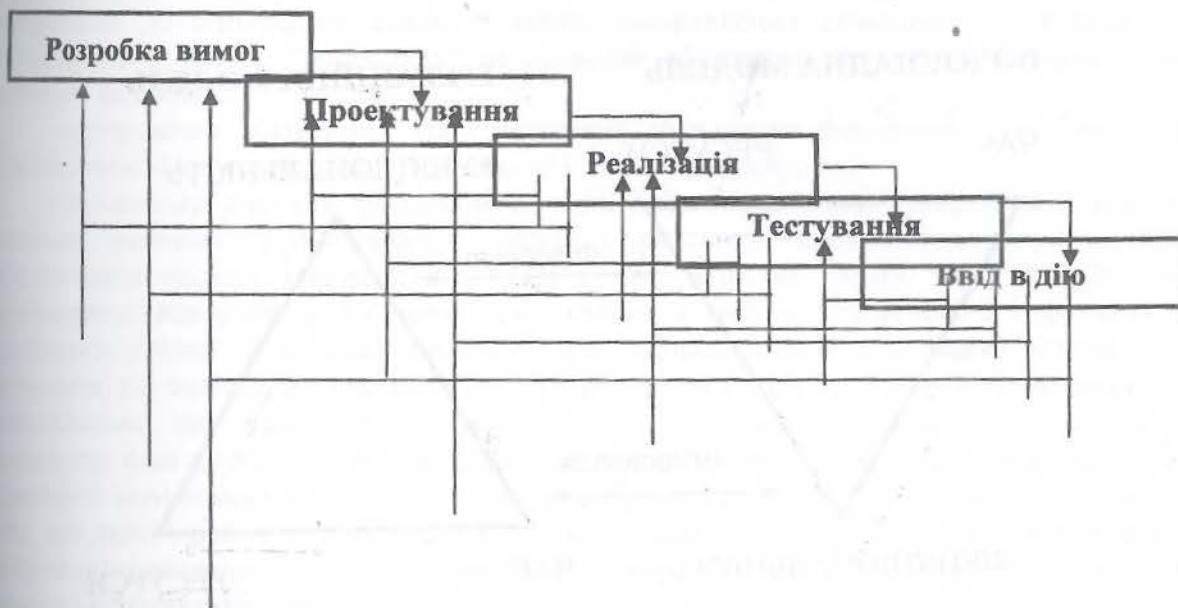 Розробка вимог
Проектування
Реалізація
Тестування
Ввід в дію